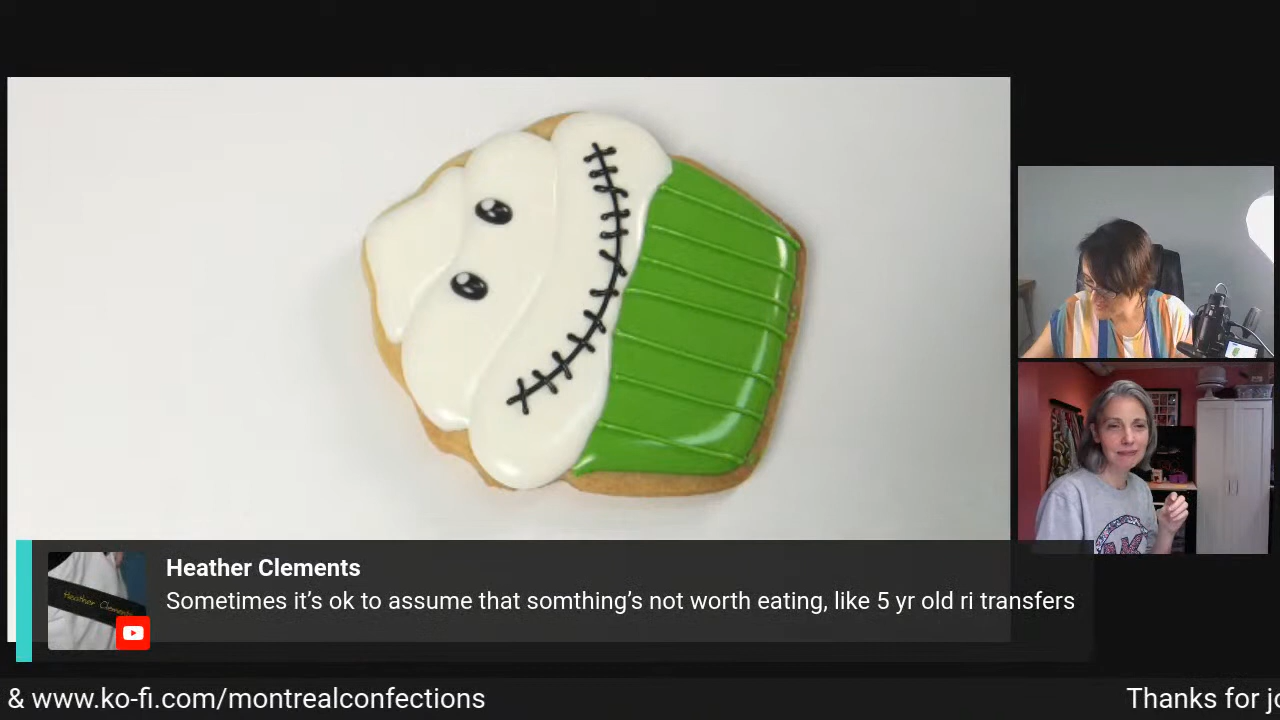 Heather Clements
Sometimes it’s ok to assume that somthing’s not worth eating, like 5 yr old ri transfers
& www.ko-fi.com/montrealconfections
Thanks for jo